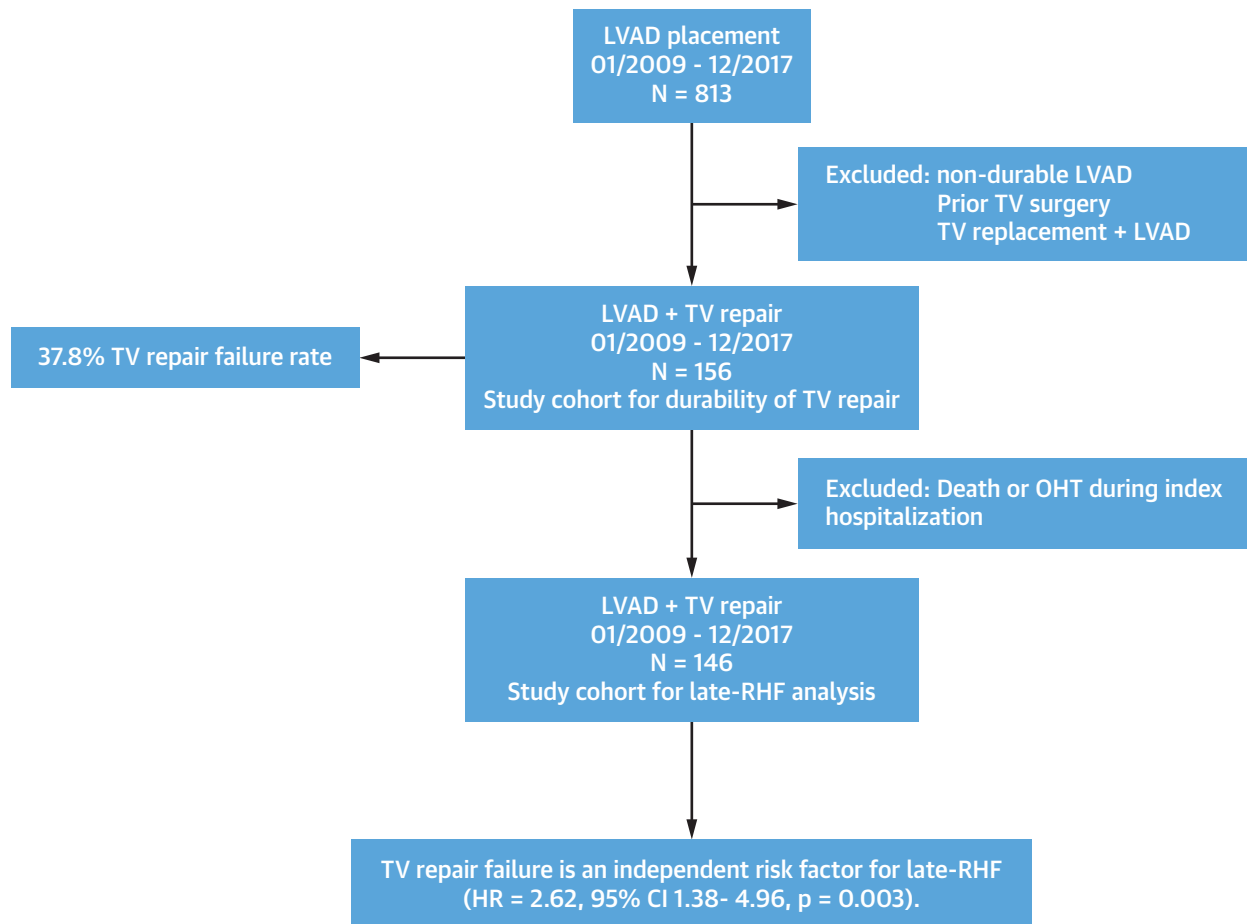 LVAD placement
01/2009 - 12/2017
N = 813
Excluded: non-durable LVAD
Prior TV surgery
TV replacement + LVAD
LVAD + TV repair
01/2009 - 12/2017
N = 156
Study cohort for durability of TV repair
37.8% TV repair failure rate
Excluded: Death or OHT during index
hospitalization
LVAD + TV repair
01/2009 - 12/2017
N = 146
Study cohort for late-RHF analysis
TV repair failure is an independent risk factor for late-RHF
(HR = 2.62, 95% CI 1.38- 4.96, p = 0.003).